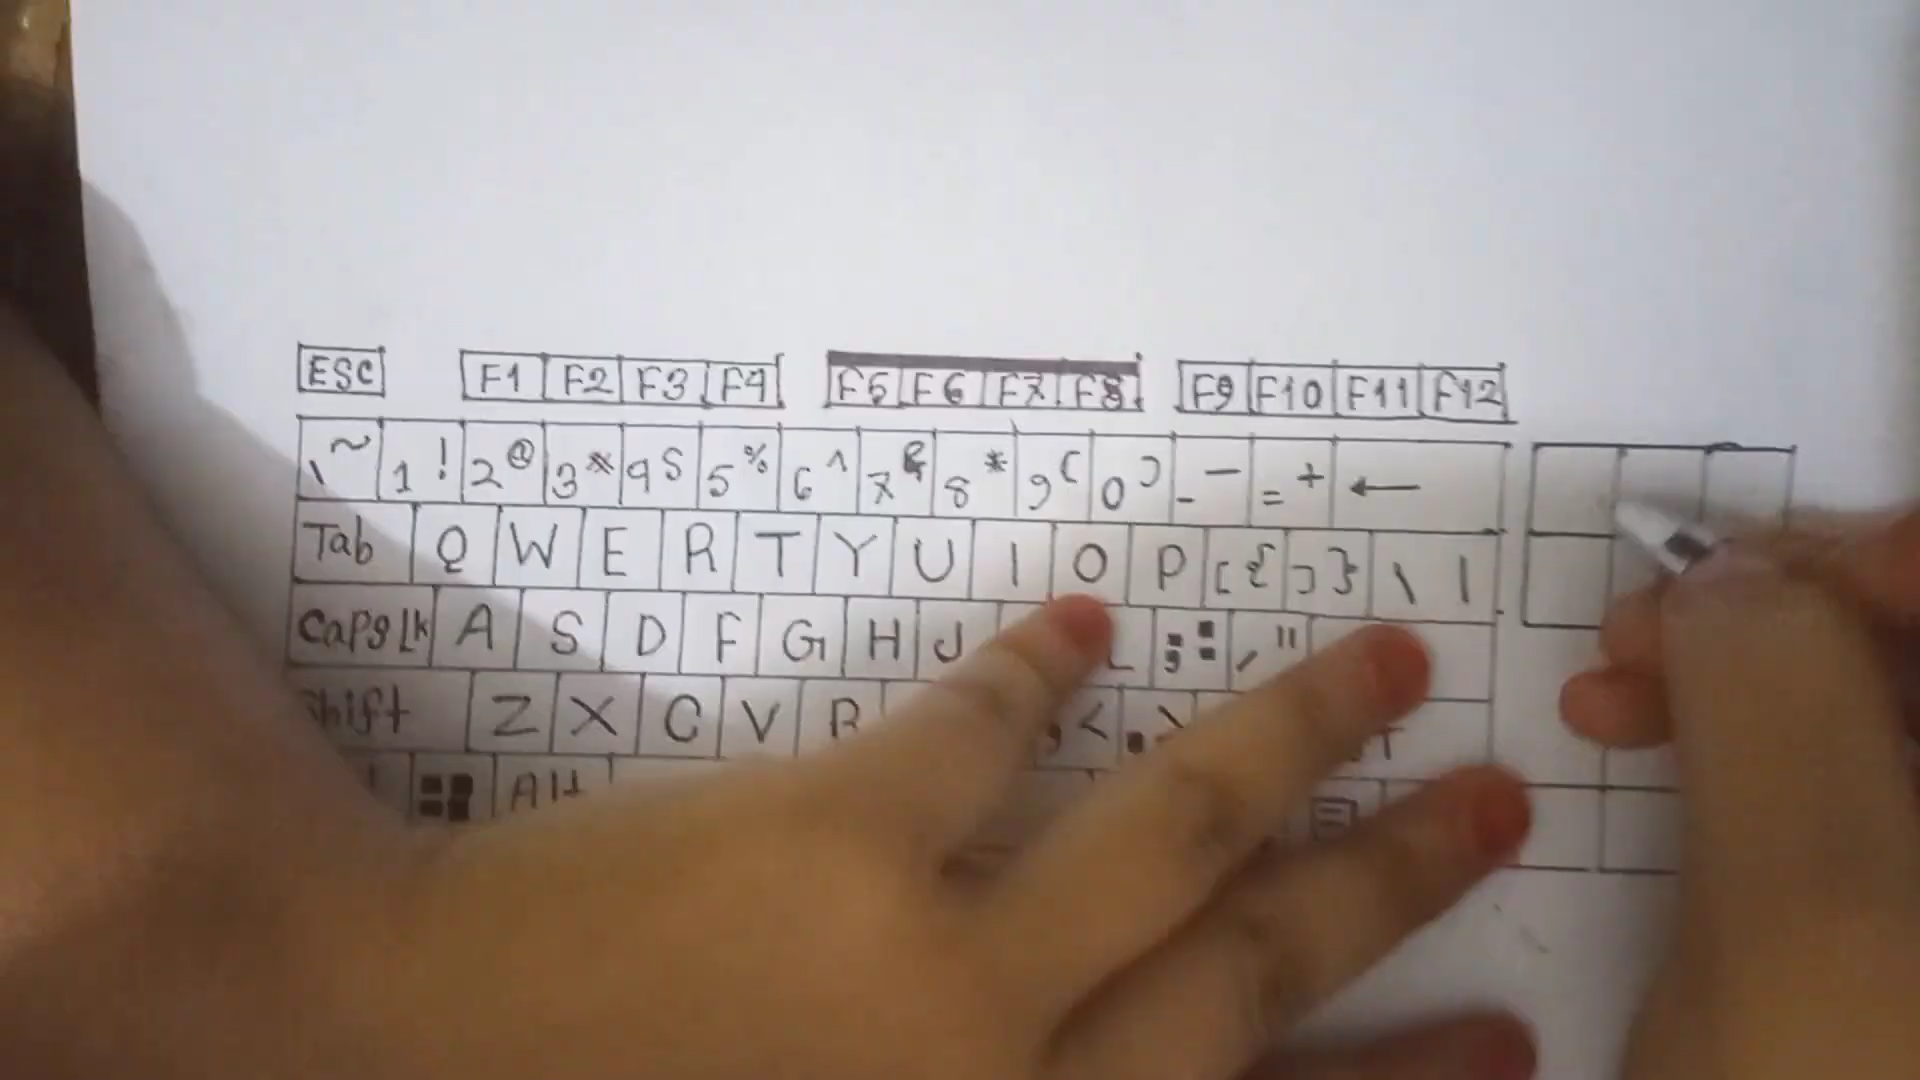 ESC F1 F2 F3 F4 F5 F6 F7 F8 F9 F10 F11 F12
\ ~ 1 ! 2 @ 3 * 9 S 5 % 6 ^ 7 & 8 * 9 ( 0 ) - — = + ←
Tab Q W E R T Y U I O P [ { ] } \ |
Caps Lk A S D F G H J L ; : , "
Shift Z X C V B , < . >
Alt